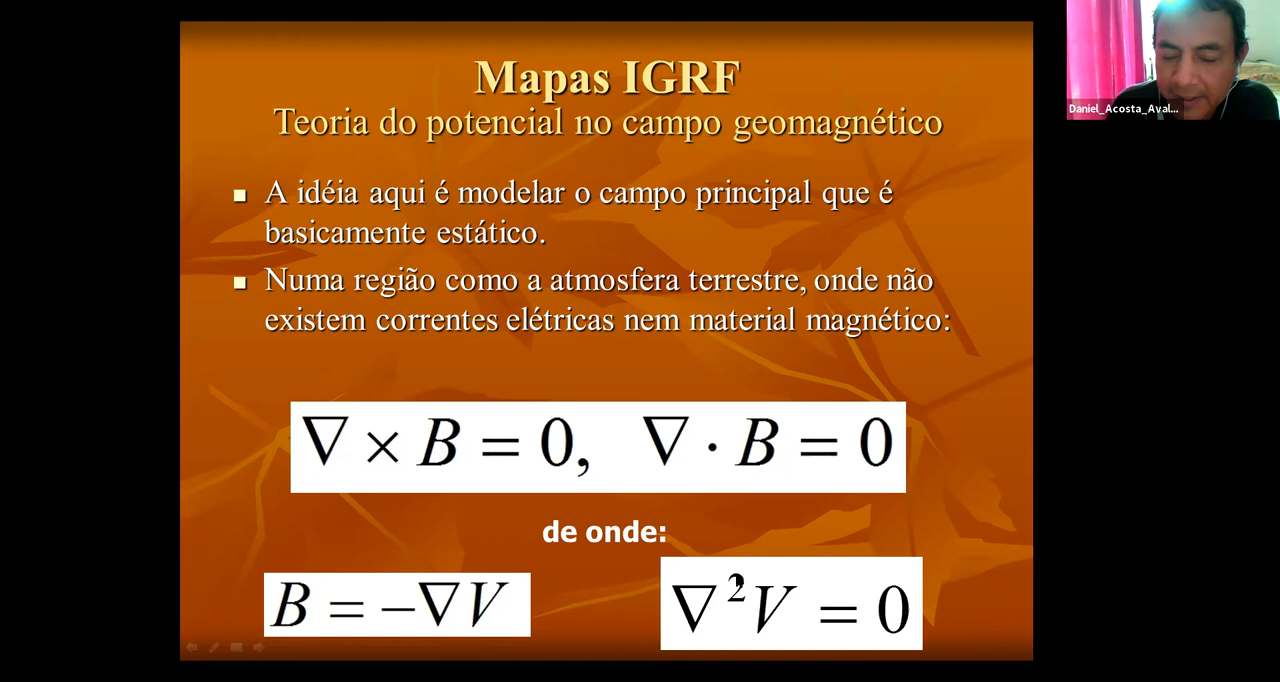 Mapas IGRF
Teoria do potencial no campo geomagnético
A idéia aqui é modelar o campo principal que é
basicamente estático.
Numa região como a atmosfera terrestre, onde não
existem correntes elétricas nem material magnético:
∇ × B = 0, ∇ · B = 0
de onde:
B = −∇V
∇²V = 0
Daniel_Acosta_Aval...